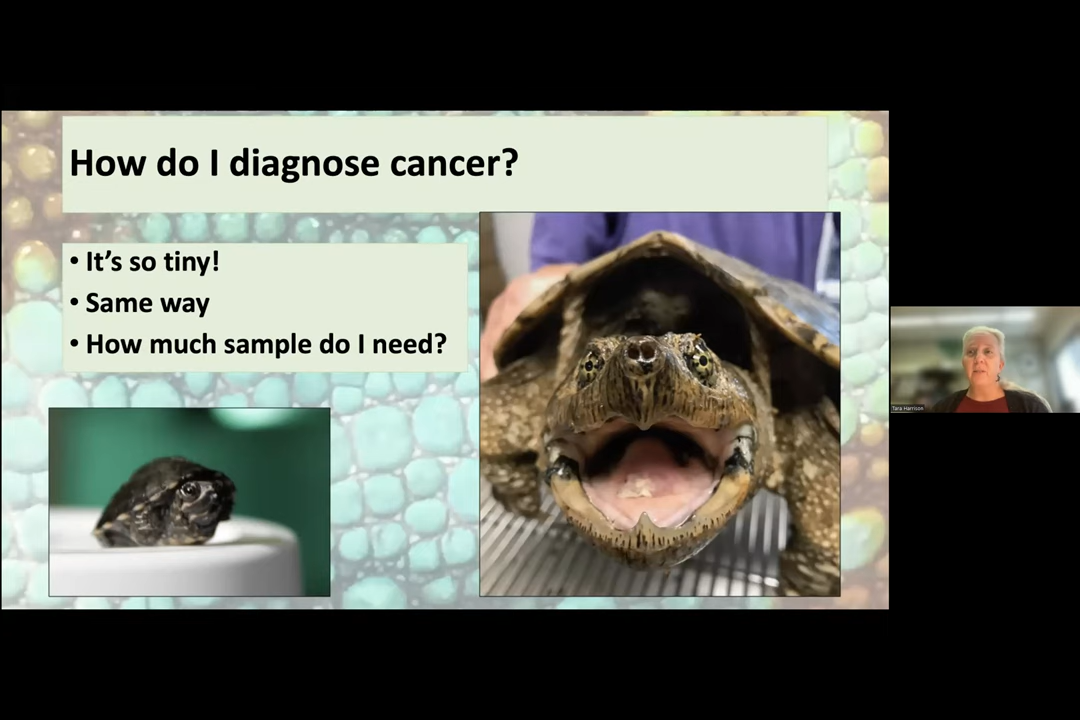 How do I diagnose cancer?
• It's so tiny!
• Same way
• How much sample do I need?
Tara Harrison